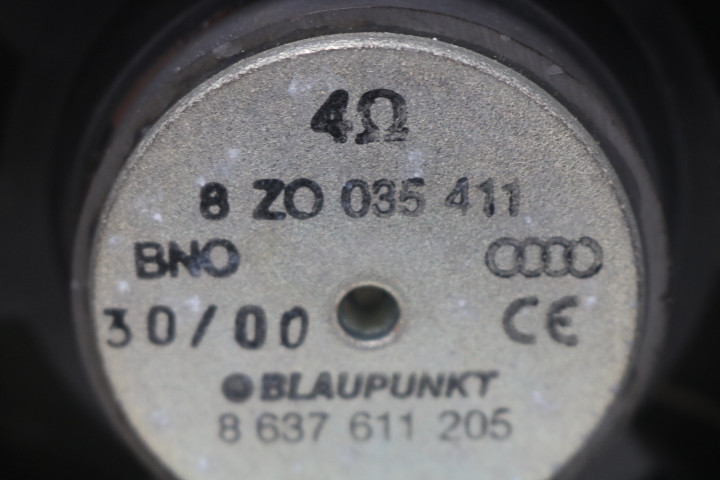 4Ω
8 ZO 035 411
BNO
30/00 CE
BLAUPUNKT
8 637 611 205